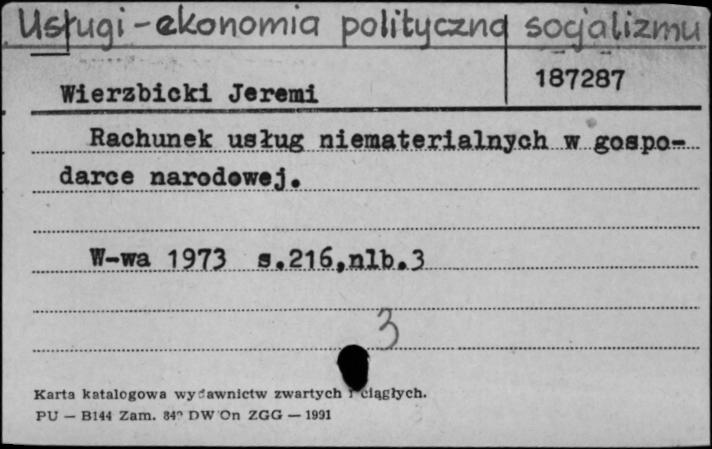 Usługi - ekonomia polityczna socjalizmu
187287
Wierzbicki Jeremi
Rachunek usług niematerialnych w gospo-
darce narodowej.
W-wa 1973 s.216,nlb.3
3
Karta katalogowa wydawnictw zwartych i ciągłych.
PU — B144 Zam. DW On ZGG — 1991